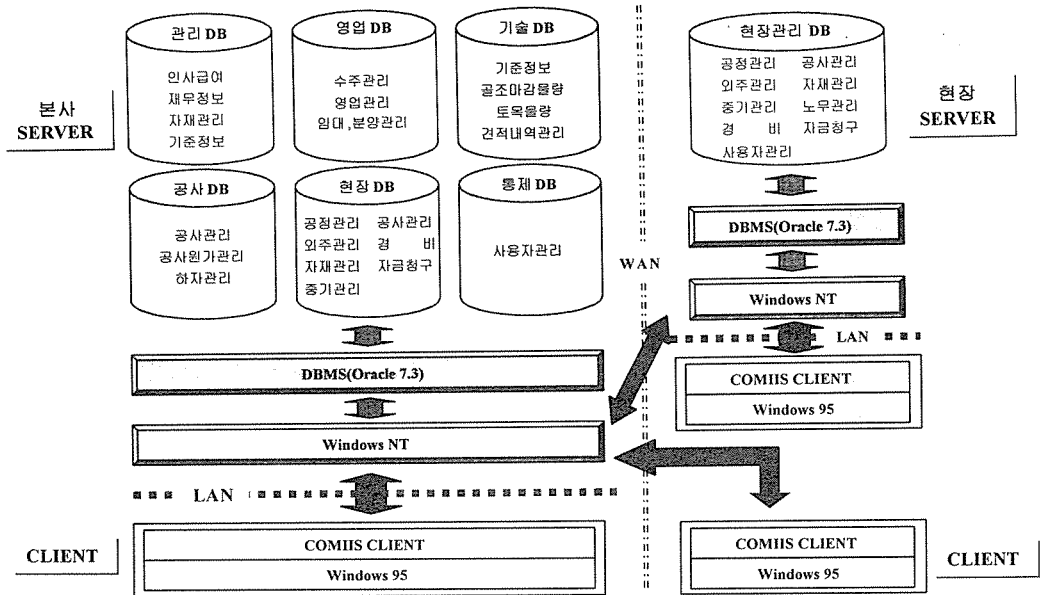 본사
SERVER
관리 DB
인사급여
재무정보
자재관리
기준정보
영업 DB
수주관리
영업관리
임대,분양관리
기술 DB
기준정보
골조마감물량
토목물량
견적내역관리
공사 DB
공사관리
공사원가관리
하자관리
현장 DB
공정관리 공사관리
외주관리 경 비
자재관리 자금청구
중기관리
통제 DB
사용자관리
DBMS(Oracle 7.3)
Windows NT
LAN
CLIENT
COMIIS CLIENT
Windows 95
WAN
현장관리 DB
공정관리 공사관리
외주관리 자재관리
중기관리 노무관리
경 비 자금청구
사용자관리
현장
SERVER
DBMS(Oracle 7.3)
Windows NT
LAN
COMIIS CLIENT
Windows 95
COMIIS CLIENT
Windows 95
CLIENT